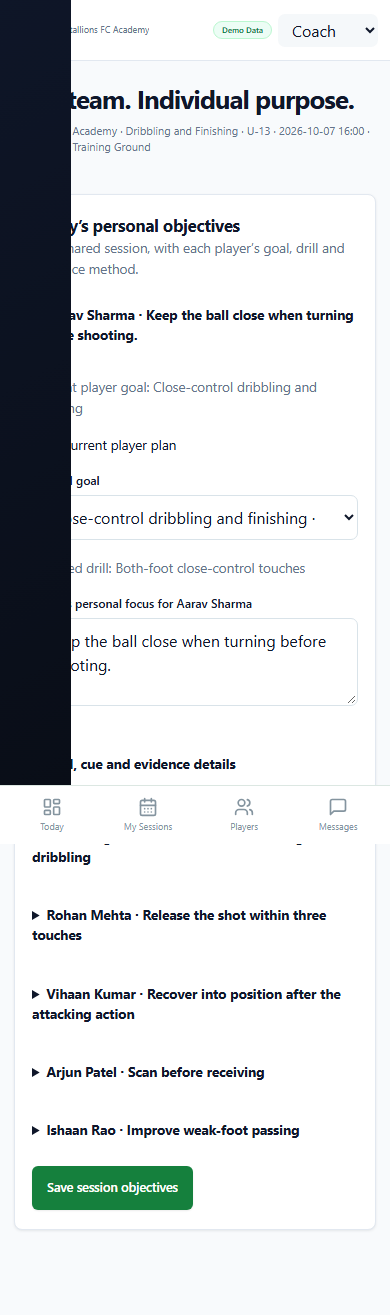 tallions FC Academy
Demo Data
Coach
team. Individual purpose.
Academy · Dribbling and Finishing · U-13 · 2026-10-07 16:00 ·
Training Ground
y's personal objectives
hared session, with each player's goal, drill and
ce method.
av Sharma · Keep the ball close when turning
e shooting.
t player goal: Close-control dribbling and
ng
urrent player plan
l goal
ose-control dribbling and finishing ·
ed drill: Both-foot close-control touches
s personal focus for Aarav Sharma
p the ball close when turning before
oting.
l, cue and evidence details
Today
My Sessions
Players
Messages
dribbling
Rohan Mehta · Release the shot within three
touches
Vihaan Kumar · Recover into position after the
attacking action
Arjun Patel · Scan before receiving
Ishaan Rao · Improve weak-foot passing
Save session objectives